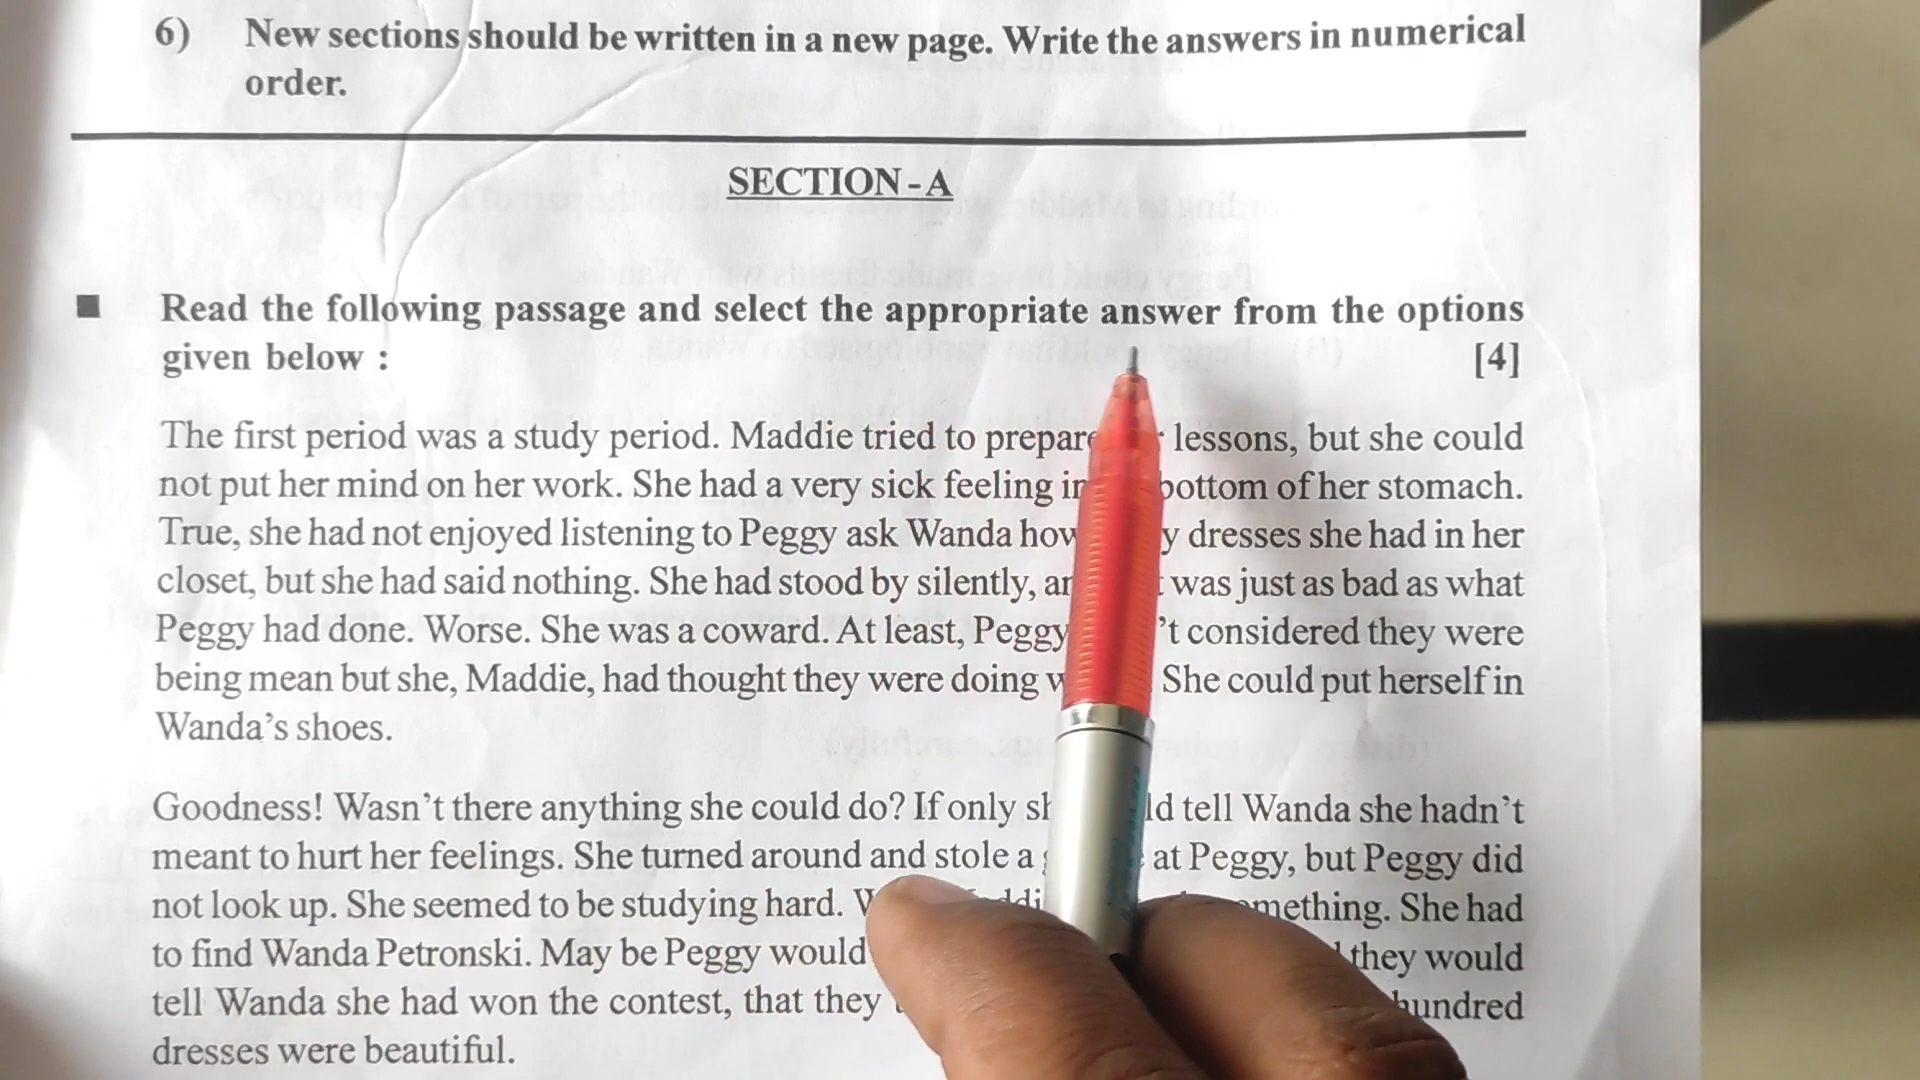 6) New sections should be written in a new page. Write the answers in numerical
order.
SECTION-A
■ Read the following passage and select the appropriate answer from the options
given below : [4]
The first period was a study period. Maddie tried to prepare lessons, but she could
not put her mind on her work. She had a very sick feeling in bottom of her stomach.
True, she had not enjoyed listening to Peggy ask Wanda how dresses she had in her
closet, but she had said nothing. She had stood by silently, was just as bad as what
Peggy had done. Worse. She was a coward. At least, Peggy considered they were
being mean but she, Maddie, had thought they were doing She could put herself in
Wanda's shoes.
Goodness! Wasn't there anything she could do? If only tell Wanda she hadn't
meant to hurt her feelings. She turned around and stole a at Peggy, but Peggy did
not look up. She seemed to be studying hard. She had
to find Wanda Petronski. May be Peggy would they would
tell Wanda she had won the contest, that they hundred
dresses were beautiful.